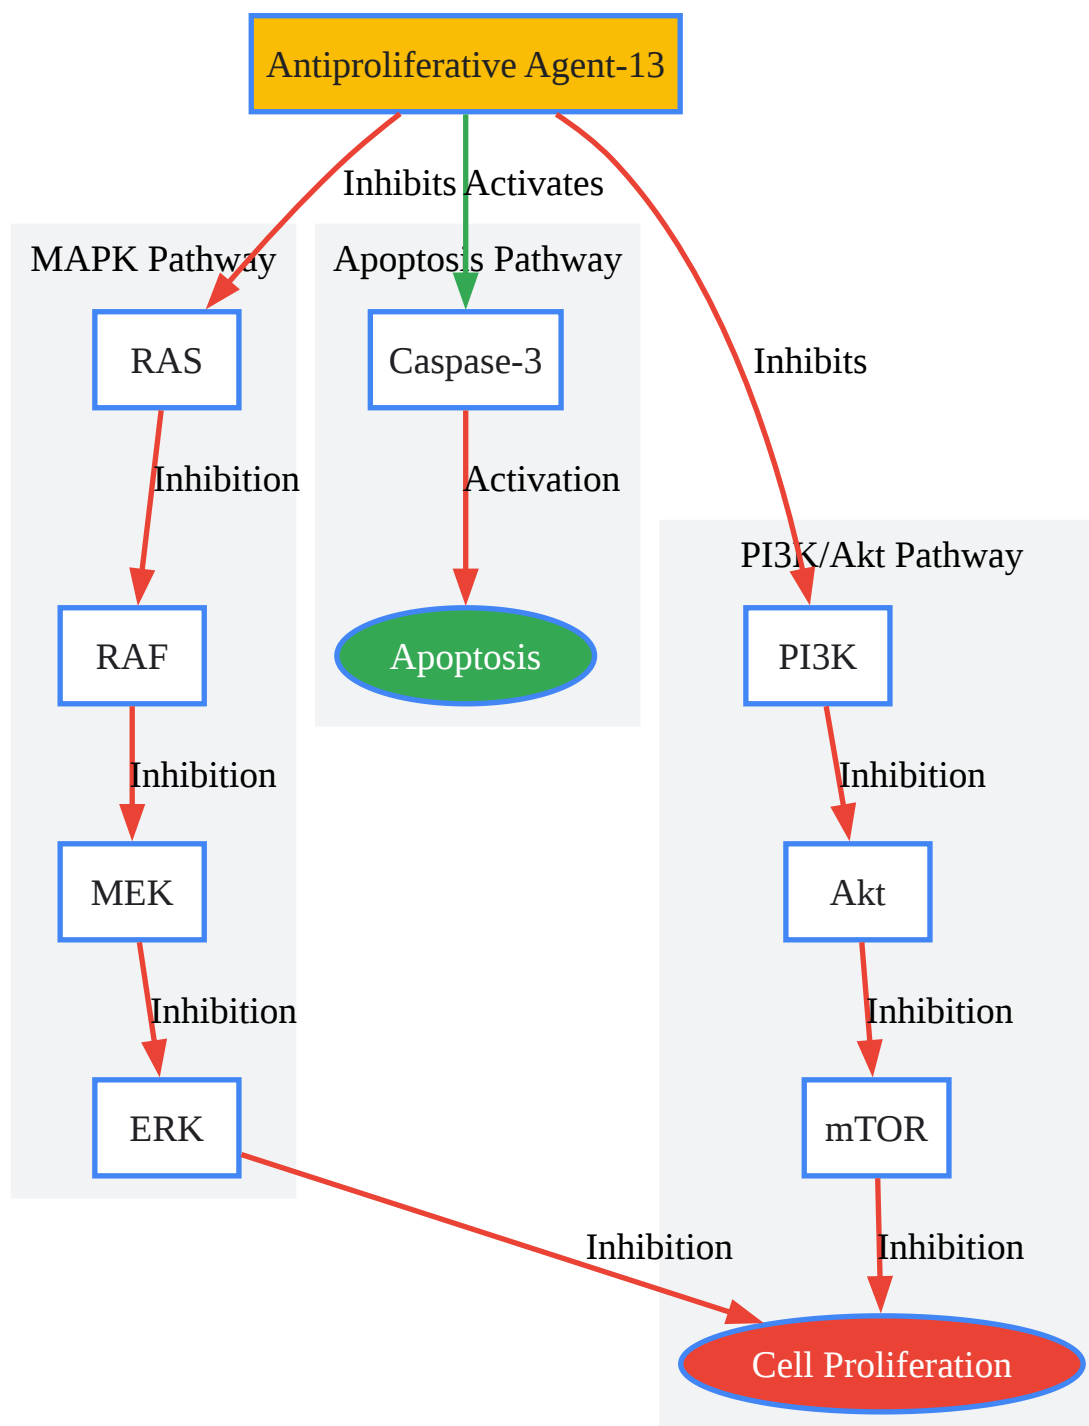 Antiproliferative Agent-13
Inhibits
Activates
MAPK Pathway
Apoptosis Pathway
RAS
Caspase-3
Inhibits
Inhibition
Activation
PI3K/Akt Pathway
RAF
Apoptosis
PI3K
Inhibition
Inhibition
MEK
Akt
Inhibition
Inhibition
ERK
mTOR
Inhibition
Inhibition
Cell Proliferation